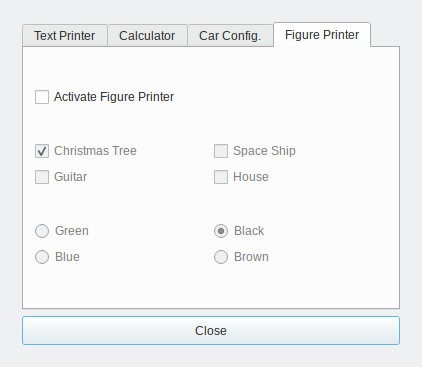 Text Printer Calculator Car Config. Figure Printer
Activate Figure Printer
Christmas Tree Space Ship
Guitar House
Green Black
Blue Brown
Close